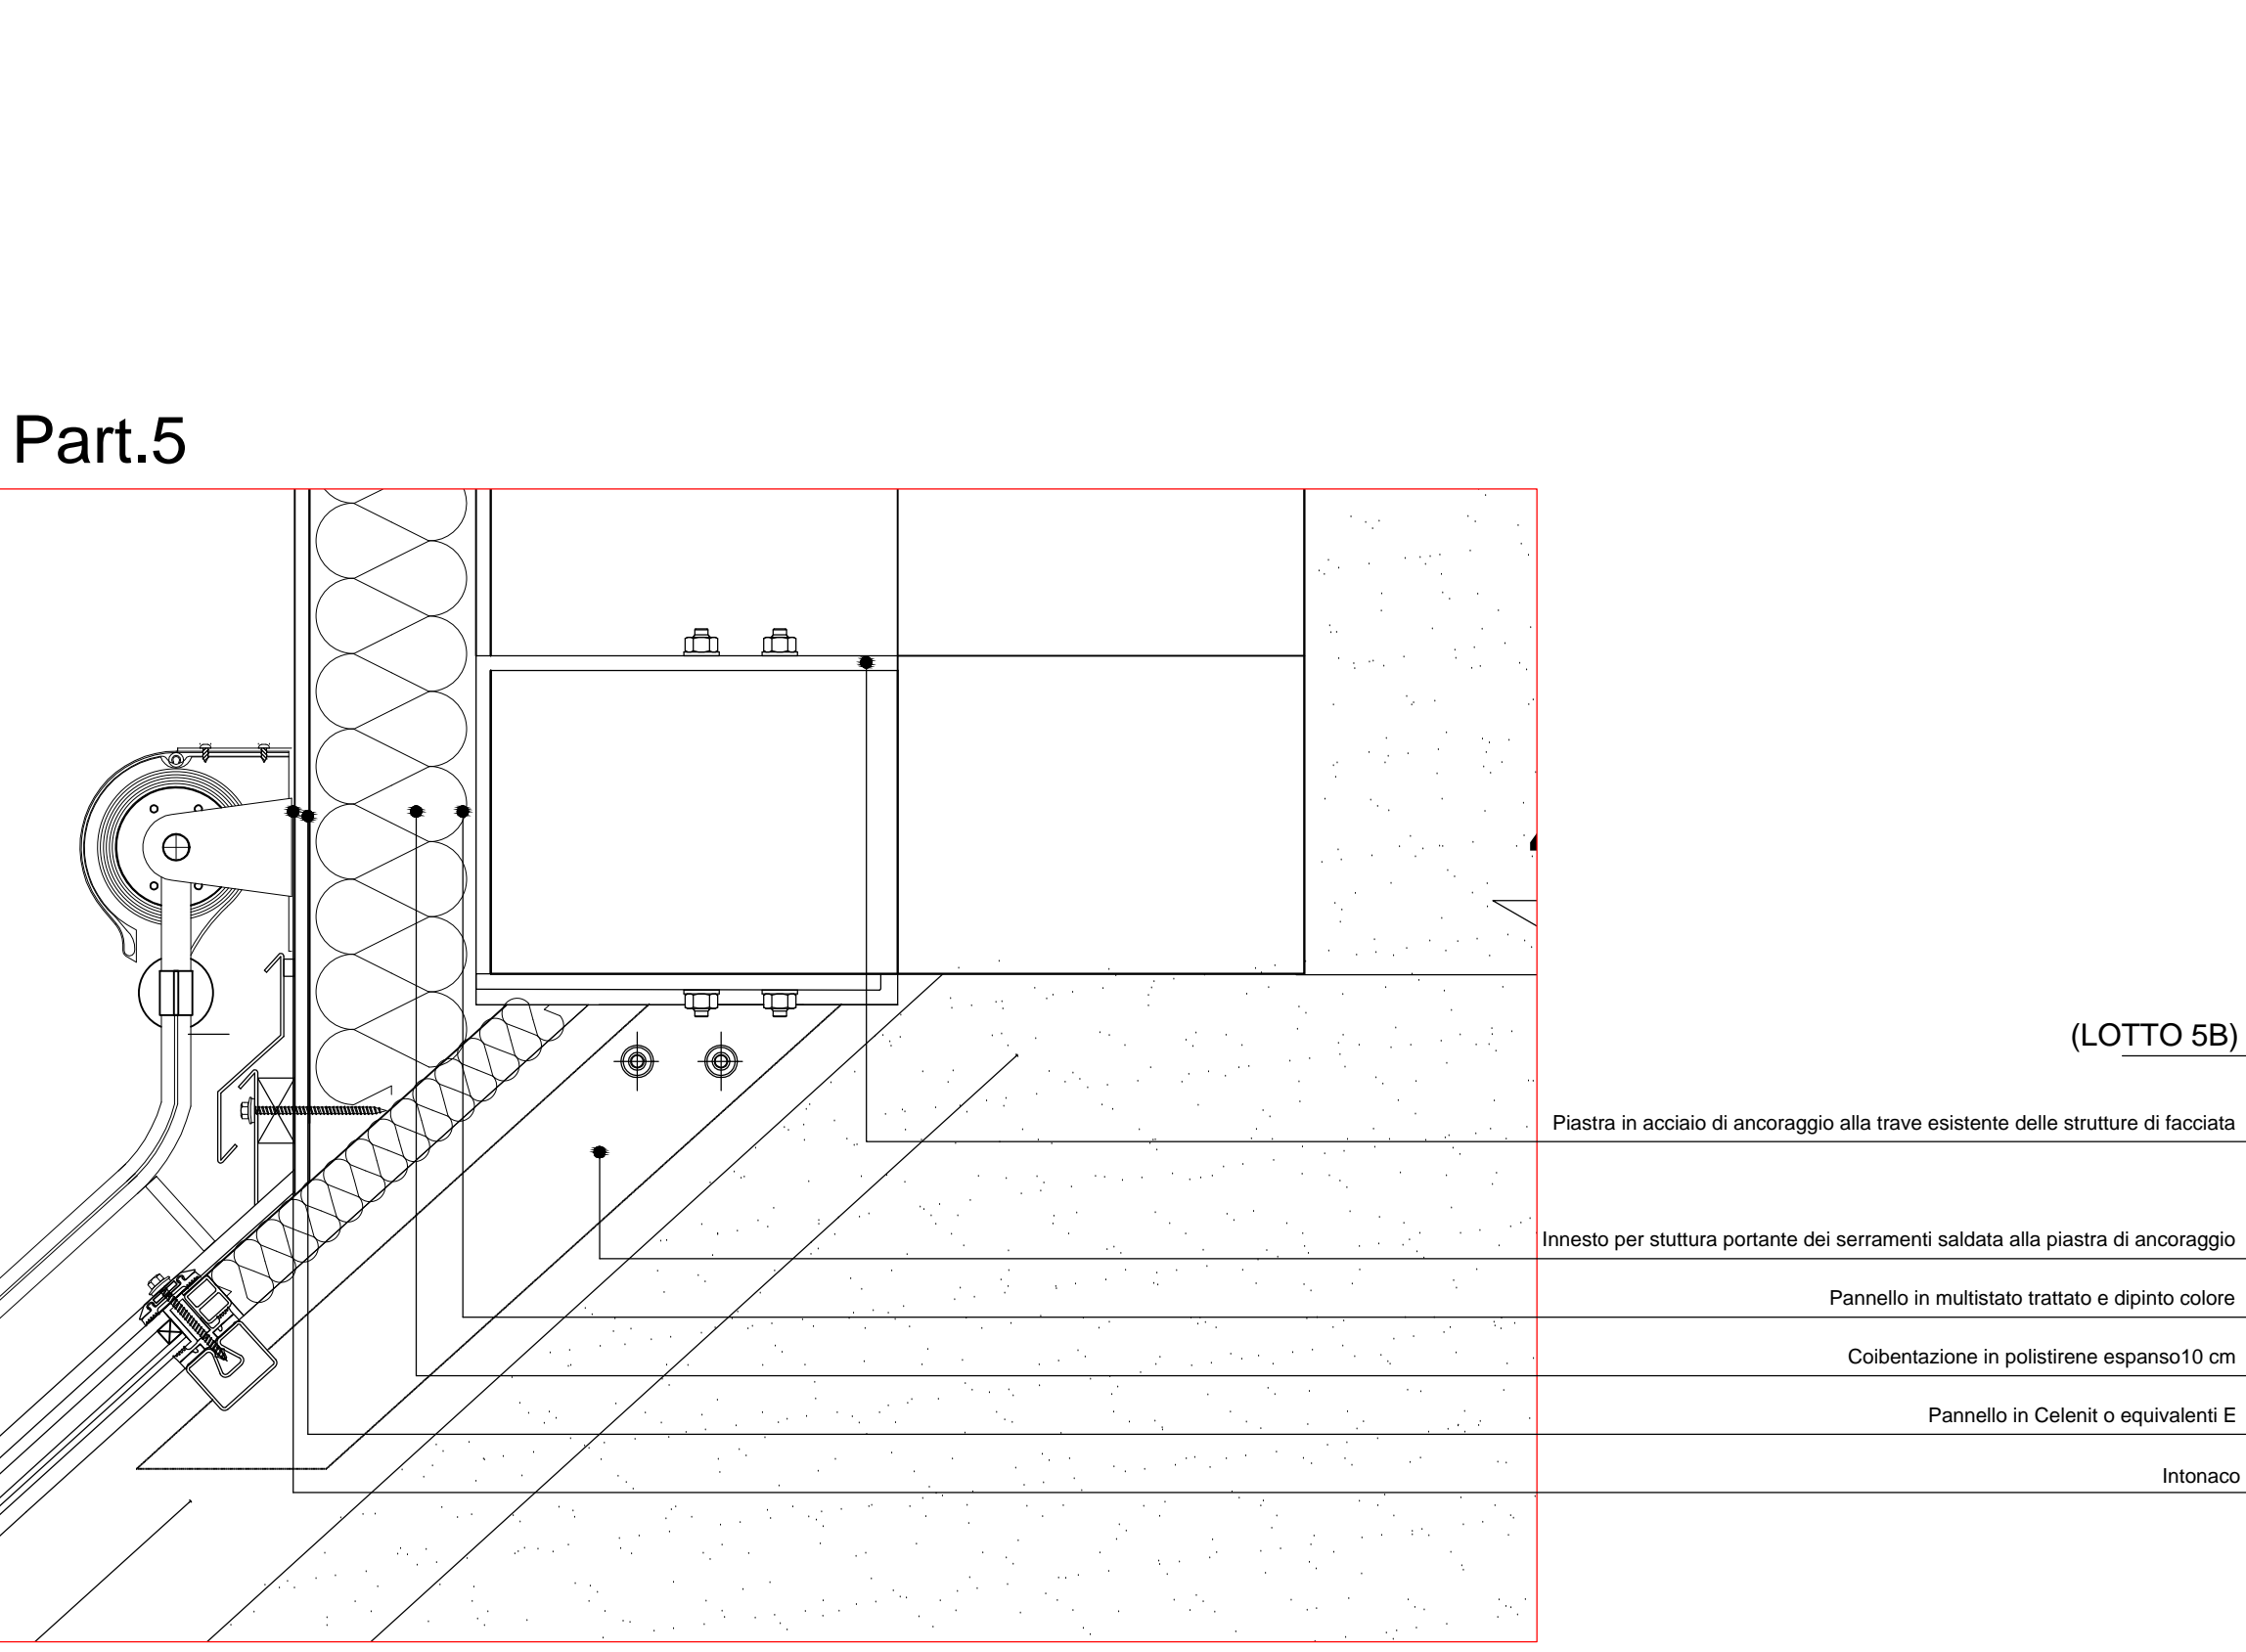 Part.5
(LOTTO 5B)
Piastra in acciaio di ancoraggio alla trave esistente delle strutture di facciata
Innesto per stuttura portante dei serramenti saldata alla piastra di ancoraggio
Pannello in multistato trattato e dipinto colore
Coibentazione in polistirene espanso10 cm
Pannello in Celenit o equivalenti E
Intonaco